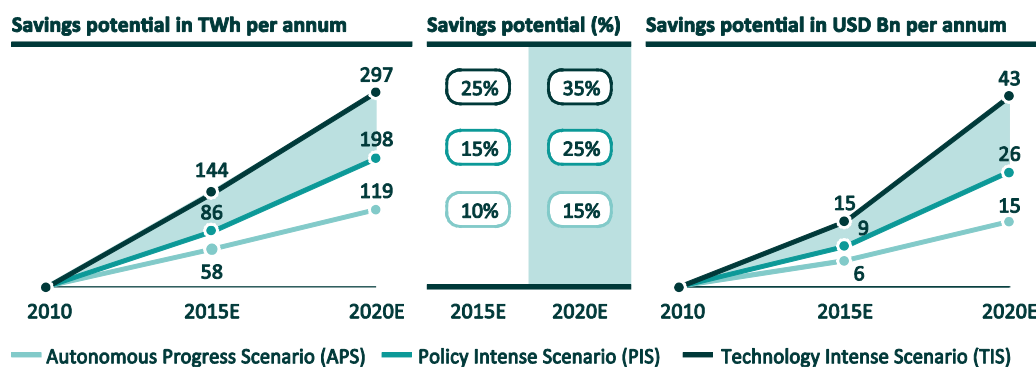 Savings potential in TWh per annum
297
198
144
119
86
58
2010 2015E 2020E
Savings potential (%)
25% 35%
15% 25%
10% 15%
2015E 2020E
Savings potential in USD Bn per annum
43
26
15
15
9
6
2010 2015E 2020E
Autonomous Progress Scenario (APS) Policy Intense Scenario (PIS) Technology Intense Scenario (TIS)